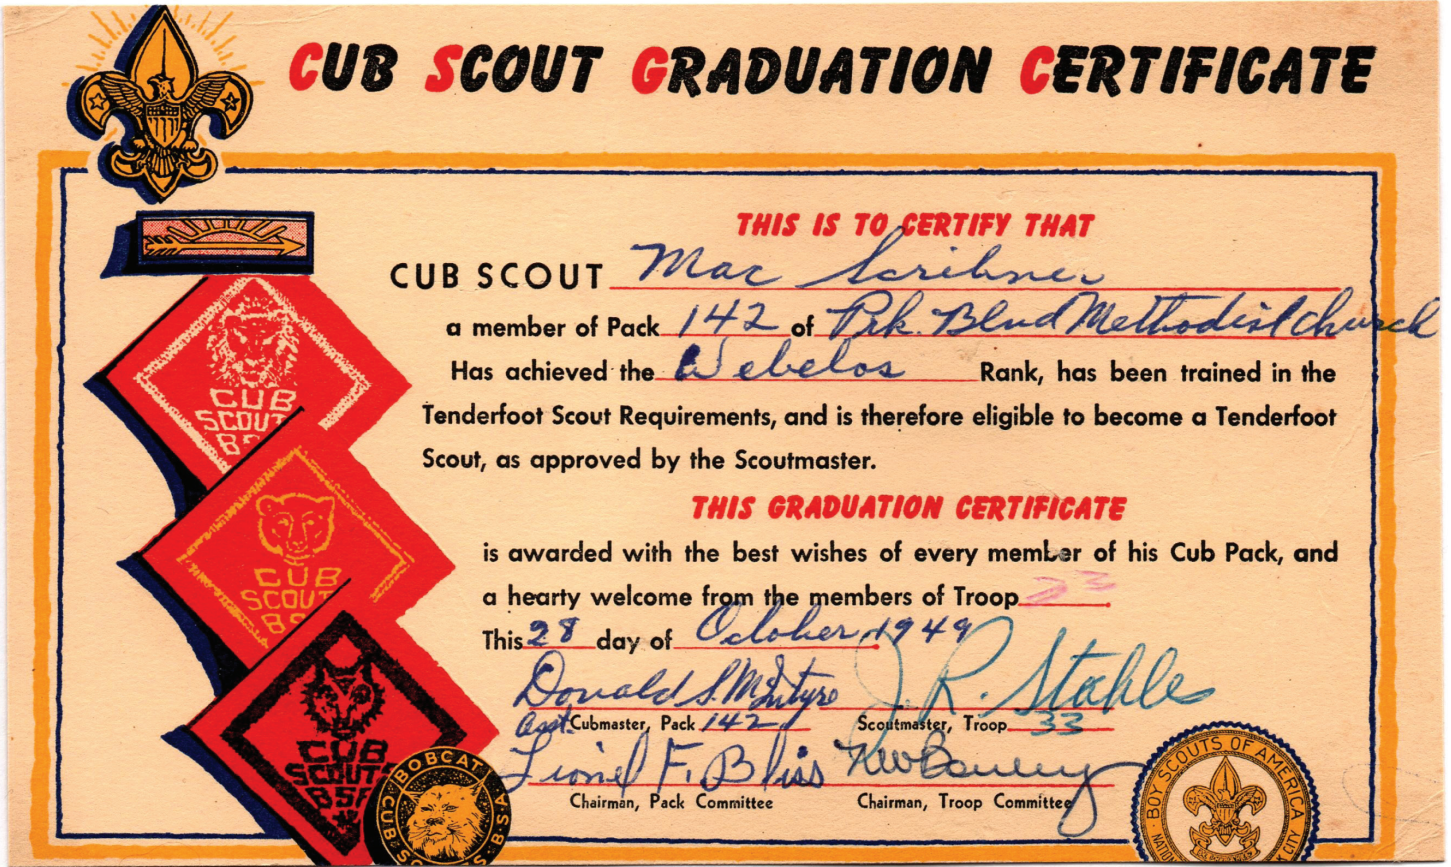 CUB SCOUT GRADUATION CERTIFICATE
THIS IS TO CERTIFY THAT
CUB SCOUT Mac Scribner
a member of Pack 142 of Prk. Blvd Methodist Church
Has achieved the Webelos Rank, has been trained in the
Tenderfoot Scout Requirements, and is therefore eligible to become a Tenderfoot
Scout, as approved by the Scoutmaster.
THIS GRADUATION CERTIFICATE
is awarded with the best wishes of every member of his Cub Pack, and
a hearty welcome from the members of Troop
This 28 day of October, 1949
Donald S. McIntyre J. R. Stahle
Asst. Cubmaster, Pack 142 Scoutmaster, Troop 33
Lionel F. Bliss
Chairman, Pack Committee Chairman, Troop Committee
CUB
SCOUT
BS
CUB
SCOUT
BS
CUB
SCOUTS
BSA
BOBCAT
CUB B.S.A.
BOY SCOUTS OF AMERICA